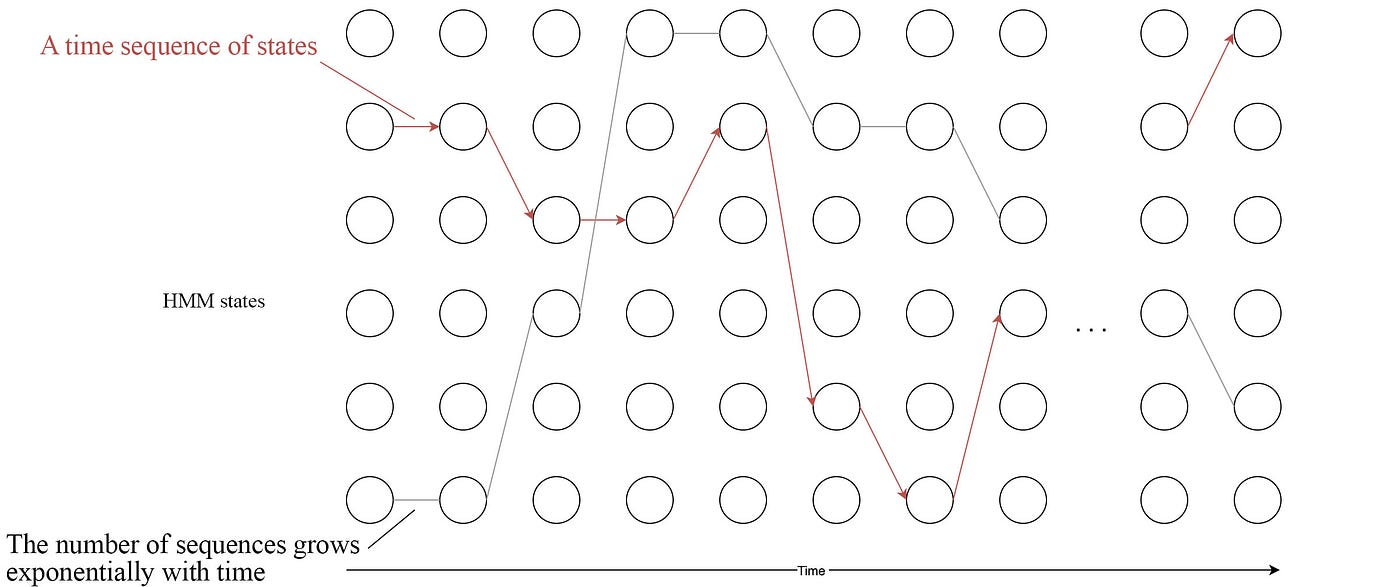 A time sequence of states
HMM states
...
The number of sequences grows
exponentially with time
Time